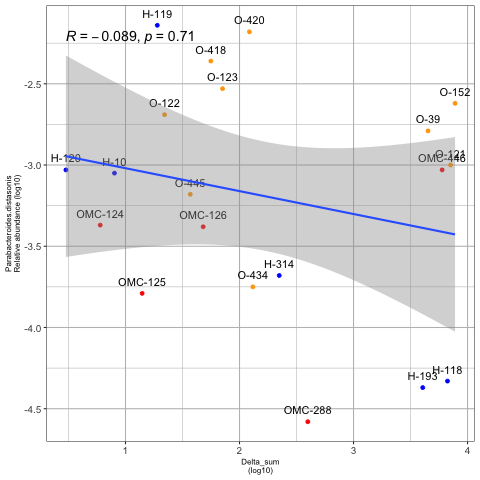 H-119
O-420
R = −0.089, p = 0.71
O-418
O-123
O-152
O-122
O-39
H-120
H-10
O-121
OMC-446
O-445
OMC-124
OMC-126
H-314
O-434
OMC-125
H-193
H-118
OMC-288
-2.5
-3.0
-3.5
-4.0
-4.5
1
2
3
4
Delta_sum
(log10)
Parabacteroides.distasonis
Relative abundance (log10)